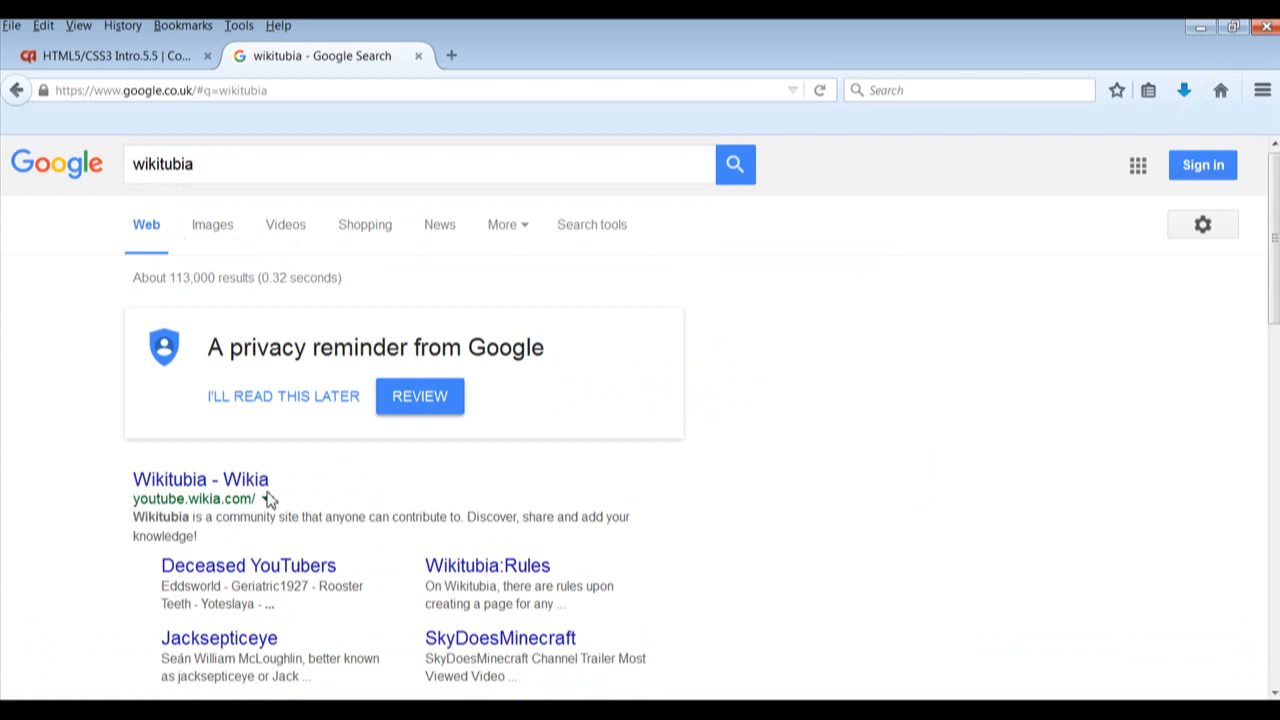 File Edit View History Bookmarks Tools Help
HTML5/CSS3 Intro.5.5 | Co... wikitubia - Google Search
https://www.google.co.uk/#q=wikitubia Search
Google wikitubia Sign in
Web Images Videos Shopping News More Search tools
About 113,000 results (0.32 seconds)
A privacy reminder from Google
I'LL READ THIS LATER REVIEW
Wikitubia - Wikia
youtube.wikia.com/
Wikitubia is a community site that anyone can contribute to. Discover, share and add your
knowledge!
Deceased YouTubers
Eddsworld - Geriatric1927 - Rooster
Teeth - Yoteslaya - ...
Wikitubia:Rules
On Wikitubia, there are rules upon
creating a page for any ...
Jacksepticeye
Seán William McLoughlin, better known
as jacksepticeye or Jack ...
SkyDoesMinecraft
SkyDoesMinecraft Channel Trailer Most
Viewed Video ...